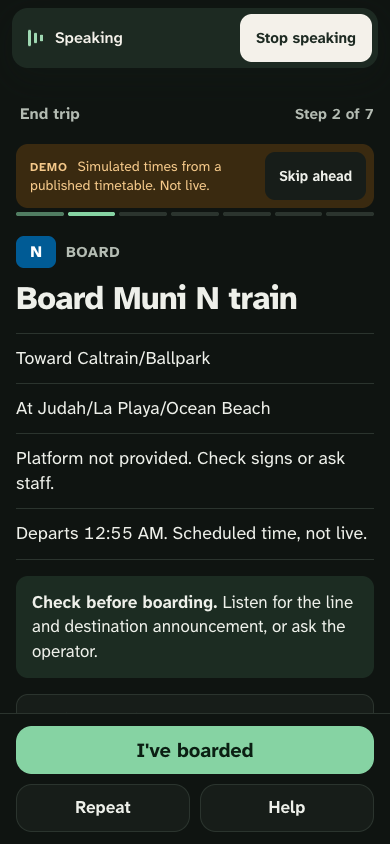 Speaking
Stop speaking
End trip
Step 2 of 7
DEMO Simulated times from a
published timetable. Not live.
Skip ahead
N BOARD
Board Muni N train
Toward Caltrain/Ballpark
At Judah/La Playa/Ocean Beach
Platform not provided. Check signs or ask
staff.
Departs 12:55 AM. Scheduled time, not live.
Check before boarding. Listen for the line
and destination announcement, or ask the
operator.
I've boarded
Repeat
Help